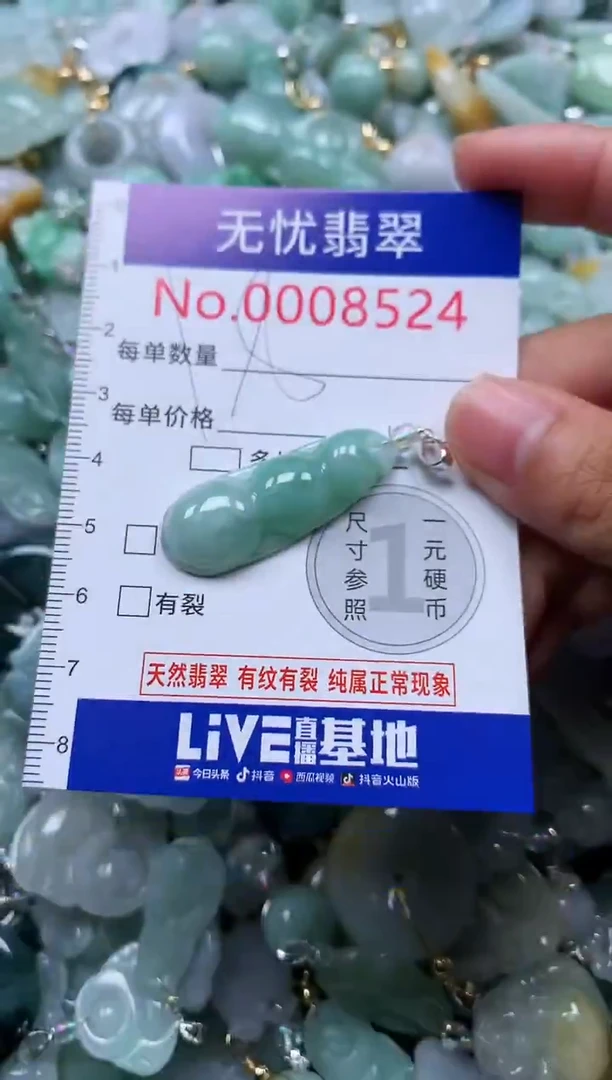 无忧翡翠
No.0008524
1
2
每单数量
3
每单价格
4
5
尺寸参照
1
一元硬币
6
有裂
7
天然翡翠 有纹有裂 纯属正常现象
8
LiVE直播基地
今日头条 抖音 西瓜视频 抖音火山版